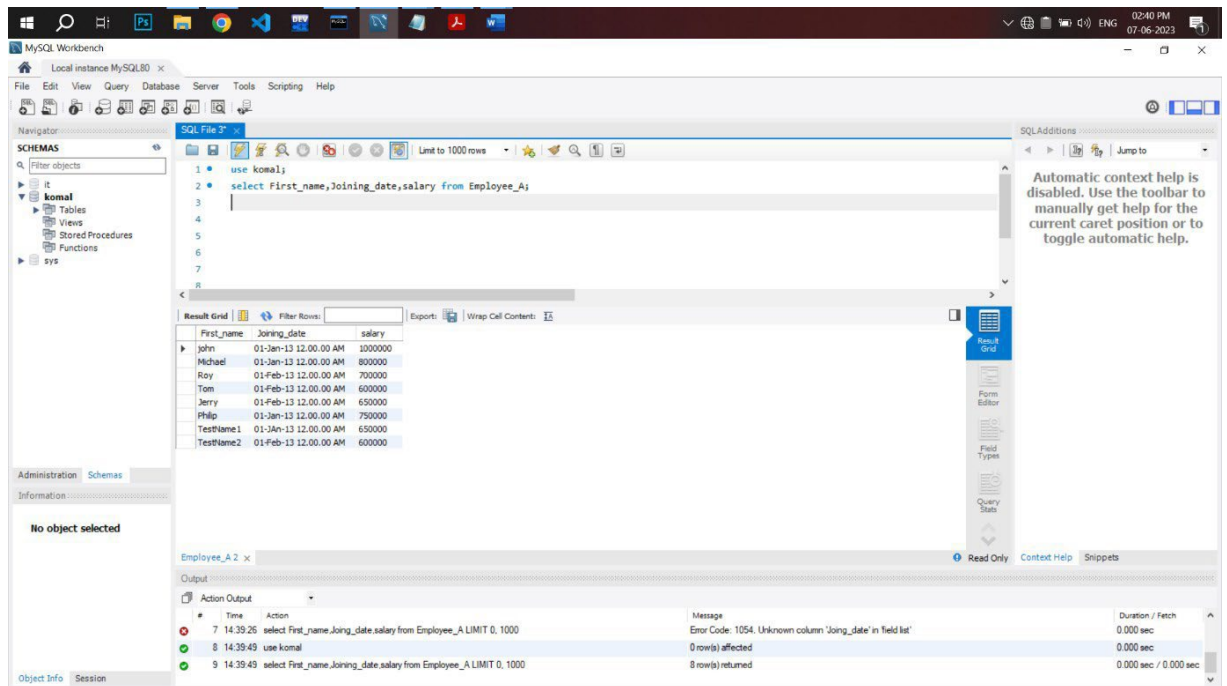 02:40 PM
ENG
07-06-2023
MySQL Workbench
Local instance MySQL80
File Edit View Query Database Server Tools Scripting Help
Navigator
SCHEMAS
Filter objects
it
komal
Tables
Views
Stored Procedures
Functions
sys
Administration Schemas
Information
No object selected
Object Info Session
SQL File 3*
Limit to 1000 rows
1 use komal;
2 select First_name,Joining_date,salary from Employee_A;
3
4
5
6
7
8
Result Grid Filter Rows: Export: Wrap Cell Content:
First_name Joining_date salary
john 01-Jan-13 12.00.00 AM 1000000
Michael 01-Jan-13 12.00.00 AM 800000
Roy 01-Feb-13 12.00.00 AM 700000
Tom 01-Feb-13 12.00.00 AM 600000
Jerry 01-Feb-13 12.00.00 AM 650000
Philip 01-Jan-13 12.00.00 AM 750000
TestName1 01-JAn-13 12.00.00 AM 650000
TestName2 01-Feb-13 12.00.00 AM 600000
Result
Grid
Form
Editor
Field
Types
Query
Stats
Employee_A 2
Read Only
SQLAdditions
Jump to
Automatic context help is
disabled. Use the toolbar to
manually get help for the
current caret position or to
toggle automatic help.
Context Help Snippets
Output
Action Output
# Time Action Message Duration / Fetch
7 14:39:26 select First_name,Joing_date,salary from Employee_A LIMIT 0, 1000 Error Code: 1054. Unknown column 'Joing_date' in 'field list' 0.000 sec
8 14:39:49 use komal 0 row(s) affected 0.000 sec
9 14:39:49 select First_name,Joining_date,salary from Employee_A LIMIT 0, 1000 8 row(s) returned 0.000 sec / 0.000 sec